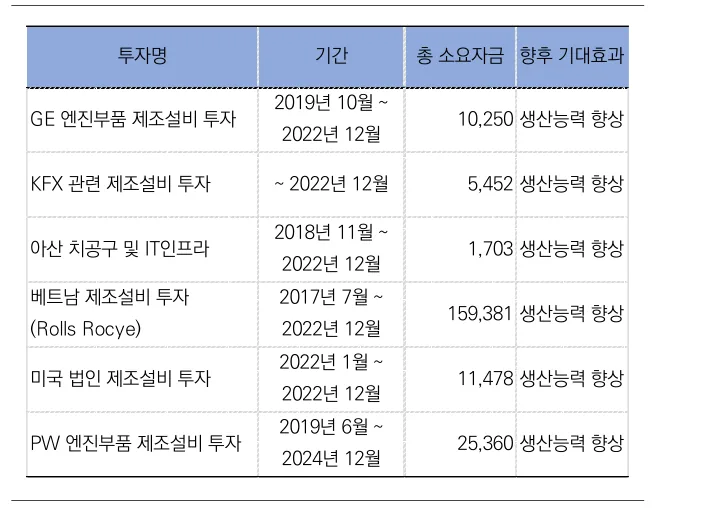 투자명 기간 총 소요자금 향후 기대효과
GE 엔진부품 제조설비 투자 2019년 10월 ~ 2022년 12월 10,250 생산능력 향상
KFX 관련 제조설비 투자 ~ 2022년 12월 5,452 생산능력 향상
아산 치공구 및 IT인프라 2018년 11월 ~ 2022년 12월 1,703 생산능력 향상
베트남 제조설비 투자 (Rolls Rocye) 2017년 7월 ~ 2022년 12월 159,381 생산능력 향상
미국 법인 제조설비 투자 2022년 1월 ~ 2022년 12월 11,478 생산능력 향상
PW 엔진부품 제조설비 투자 2019년 6월 ~ 2024년 12월 25,360 생산능력 향상